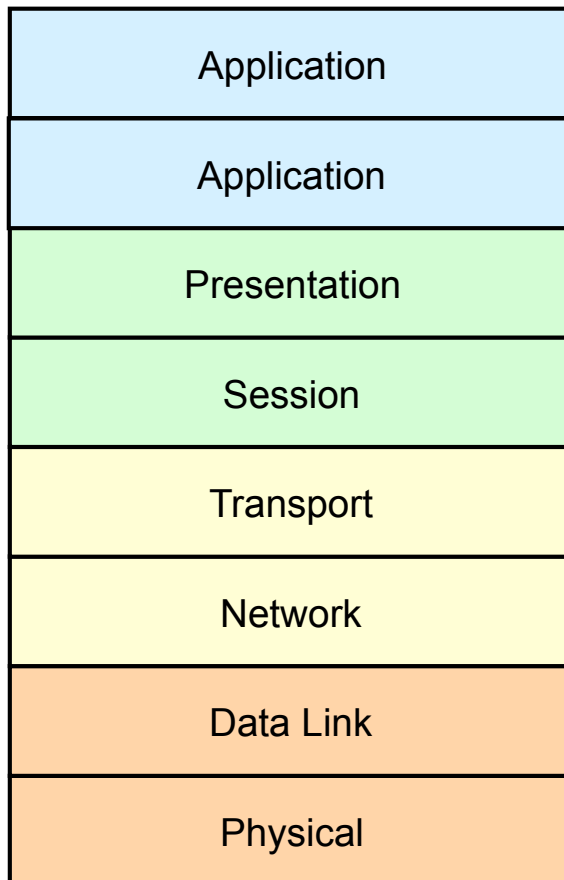 Application
Application
Presentation
Session
Transport
Network
Data Link
Physical